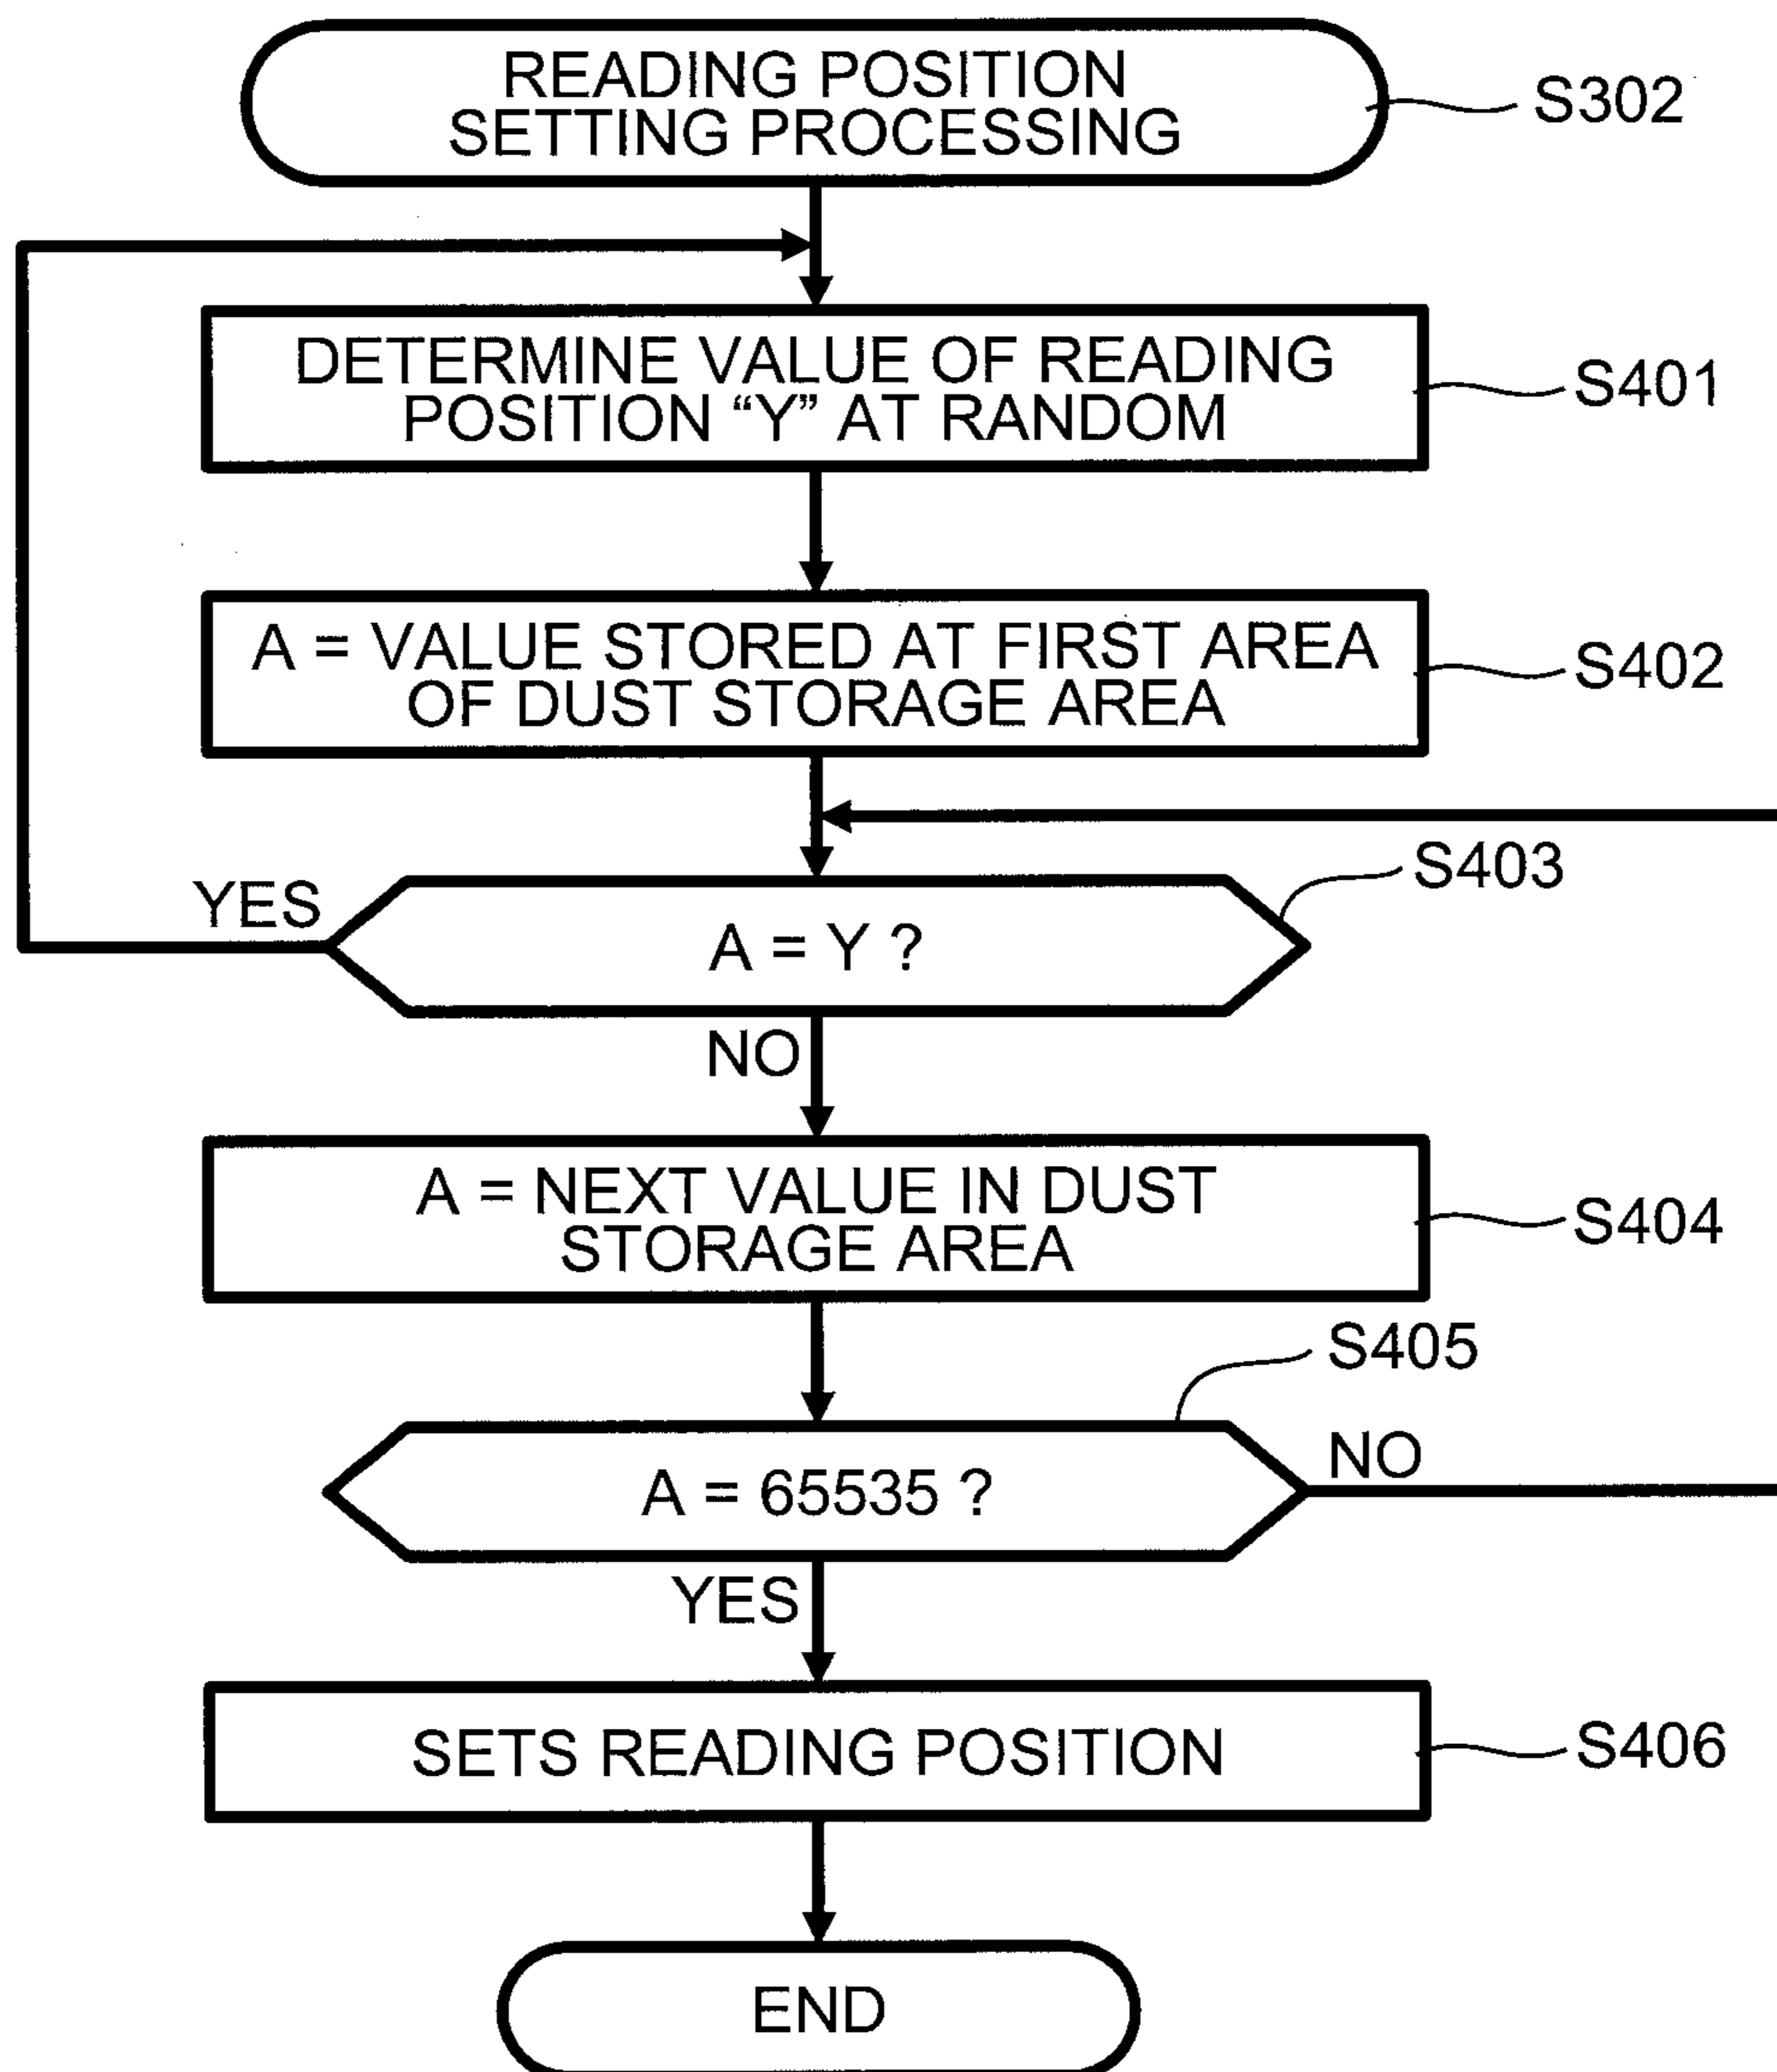 READING POSITION
SETTING PROCESSING
S302
DETERMINE VALUE OF READING
POSITION “Y” AT RANDOM
S401
A = VALUE STORED AT FIRST AREA
OF DUST STORAGE AREA
S402
S403
YES
A = Y ?
NO
A = NEXT VALUE IN DUST
STORAGE AREA
S404
S405
NO
A = 65535 ?
YES
SETS READING POSITION
S406
END